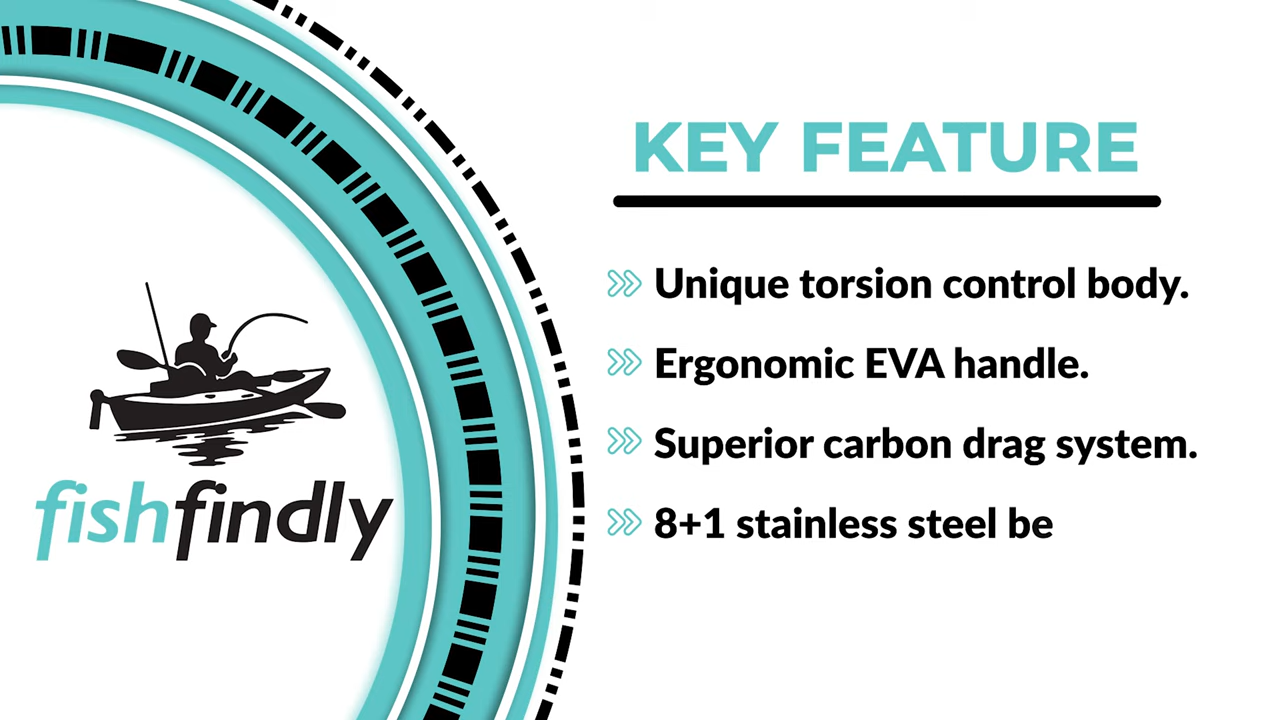 KEY FEATURE
Unique torsion control body.
Ergonomic EVA handle.
Superior carbon drag system.
8+1 stainless steel be
fishfindly